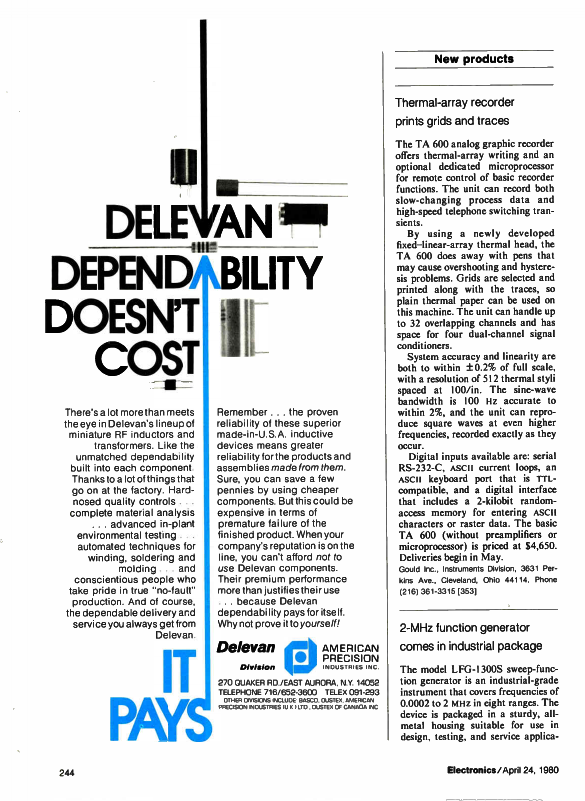 DELEVAN
DEPENDABILITY
DOESN'T
COST
There's a lot more than meets
the eye in Delevan's lineup of
miniature RF inductors and
transformers. Like the
unmatched dependability
built into each component.
Thanks to a lot of things that
go on at the factory. Hard-
nosed quality controls . . .
complete material analysis
. . . advanced in-plant
environmental testing . . .
automated techniques for
winding, soldering and
molding . . . and
conscientious people who
take pride in true "no-fault"
production. And of course,
the dependable delivery and
service you always get from
Delevan.
IT
PAYS
Remember . . . the proven
reliability of these superior
made-in-U.S.A. inductive
devices means greater
reliability for the products and
assemblies made from them.
Sure, you can save a few
pennies by using cheaper
components. But this could be
expensive in terms of
premature failure of the
finished product. When your
company's reputation is on the
line, you can't afford not to
use Delevan components.
Their premium performance
more than justifies their use
. . . because Delevan
dependability pays for itself.
Why not prove it to yourself!
Delevan
Division
AMERICAN
PRECISION
INDUSTRIES INC.
270 QUAKER RD./EAST AURORA, N.Y. 14052
TELEPHONE 716/652-3600 TELEX 091-293
OTHER DIVISIONS INCLUDE: BASCO, DUSTEX, AMERICAN
PRECISION INDUSTRIES (U.K.) LTD., DUSTEX OF CANADA INC.
New products
Thermal-array recorder
prints grids and traces
The TA 600 analog graphic recorder
offers thermal-array writing and an
optional dedicated microprocessor
for remote control of basic recorder
functions. The unit can record both
slow-changing process data and
high-speed telephone switching tran-
sients.
By using a newly developed
fixed-linear-array thermal head, the
TA 600 does away with pens that
may cause overshooting and hystere-
sis problems. Grids are selected and
printed along with the traces, so
plain thermal paper can be used on
this machine. The unit can handle up
to 32 overlapping channels and has
space for four dual-channel signal
conditioners.
System accuracy and linearity are
both to within ±0.2% of full scale,
with a resolution of 512 thermal styli
spaced at 100/in. The sine-wave
bandwidth is 100 Hz accurate to
within 2%, and the unit can repro-
duce square waves at even higher
frequencies, recorded exactly as they
occur.
Digital inputs available are: serial
RS-232-C, ASCII current loops, an
ASCII keyboard port that is TTL-
compatible, and a digital interface
that includes a 2-kilobit random-
access memory for entering ASCII
characters or raster data. The basic
TA 600 (without preamplifiers or
microprocessor) is priced at $4,650.
Deliveries begin in May.
Gould Inc., Instruments Division, 3631 Per-
kins Ave., Cleveland, Ohio 44114. Phone
(216) 361-3315 [353]
2-MHz function generator
comes in industrial package
The model LFG-1300S sweep-func-
tion generator is an industrial-grade
instrument that covers frequencies of
0.0002 to 2 MHz in eight ranges. The
device is packaged in a sturdy, all-
metal housing suitable for use in
design, testing, and service applica-
244
Electronics/April 24, 1980